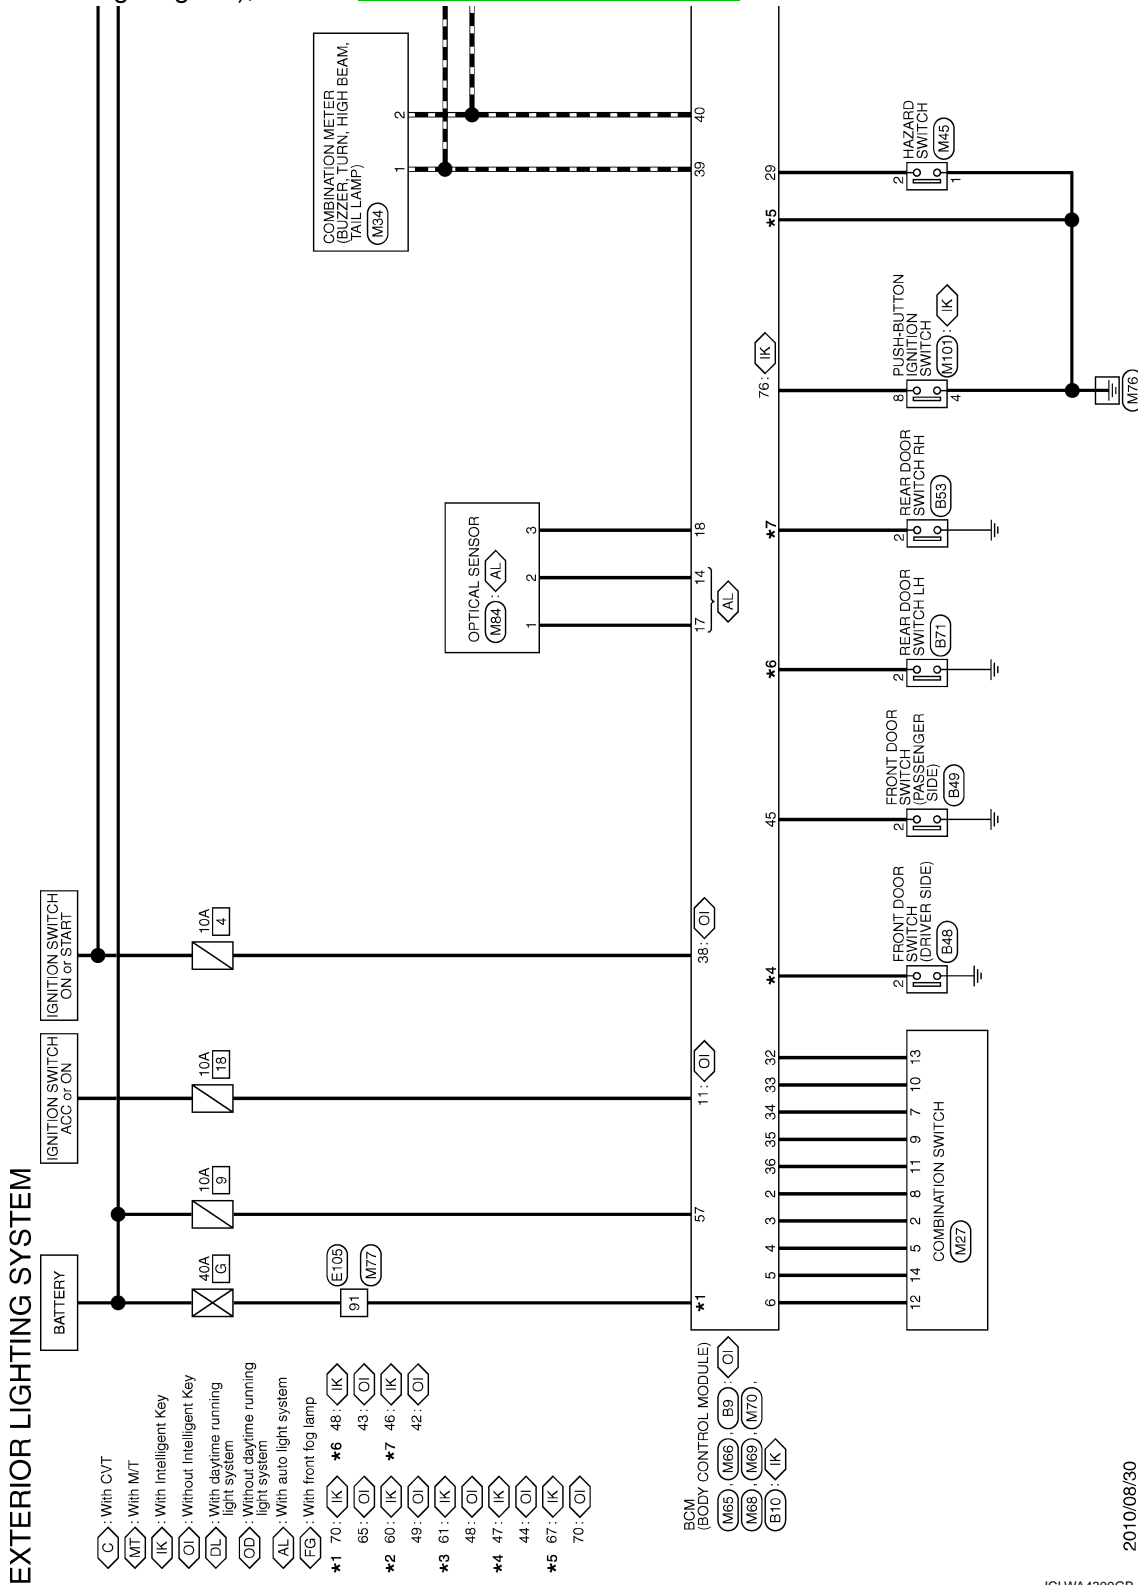 EXTERIOR LIGHTING SYSTEM
BATTERY
IGNITION SWITCH
ACC or ON
IGNITION SWITCH
ON or START
40A
G
10A
9
10A
18
10A
4
91
E105
M77
*1
57
11 : OI
38 : OI
C : With CVT
MT : With M/T
IK : With Intelligent Key
OI : Without Intelligent Key
DL : With daytime running
light system
OD : Without daytime running
light system
AL : With auto light system
FG : With front fog lamp
*1 70 : IK
65 : OI
*2 60 : IK
49 : OI
*3 61 : IK
48 : OI
*4 47 : IK
44 : OI
*5 67 : IK
70 : OI
*6 48 : IK
43 : OI
*7 46 : IK
42 : OI
COMBINATION METER
(BUZZER, TURN, HIGH BEAM,
TAIL LAMP)
M34
1 2
39 40
OPTICAL SENSOR
M84 : AL
1 2 3
17 14 18
AL
BCM
(BODY CONTROL MODULE)
M65 , M66 , B9 : OI
M68 , M69 , M70 ,
B10 : IK
6 5 4 3 2 36 35 34 33 32
12 14 5 2 8 11 9 7 10 13
COMBINATION SWITCH
M27
*4
2
FRONT DOOR
SWITCH
(DRIVER SIDE)
B48
45
2
FRONT DOOR
SWITCH
(PASSENGER
SIDE)
B49
*6
2
REAR DOOR
SWITCH LH
B71
*7
2
REAR DOOR
SWITCH RH
B53
76 : IK
8
4
PUSH-BUTTON
IGNITION
SWITCH
M101 : IK
*5
29
2
1
HAZARD
SWITCH
M45
M76
2010/08/30